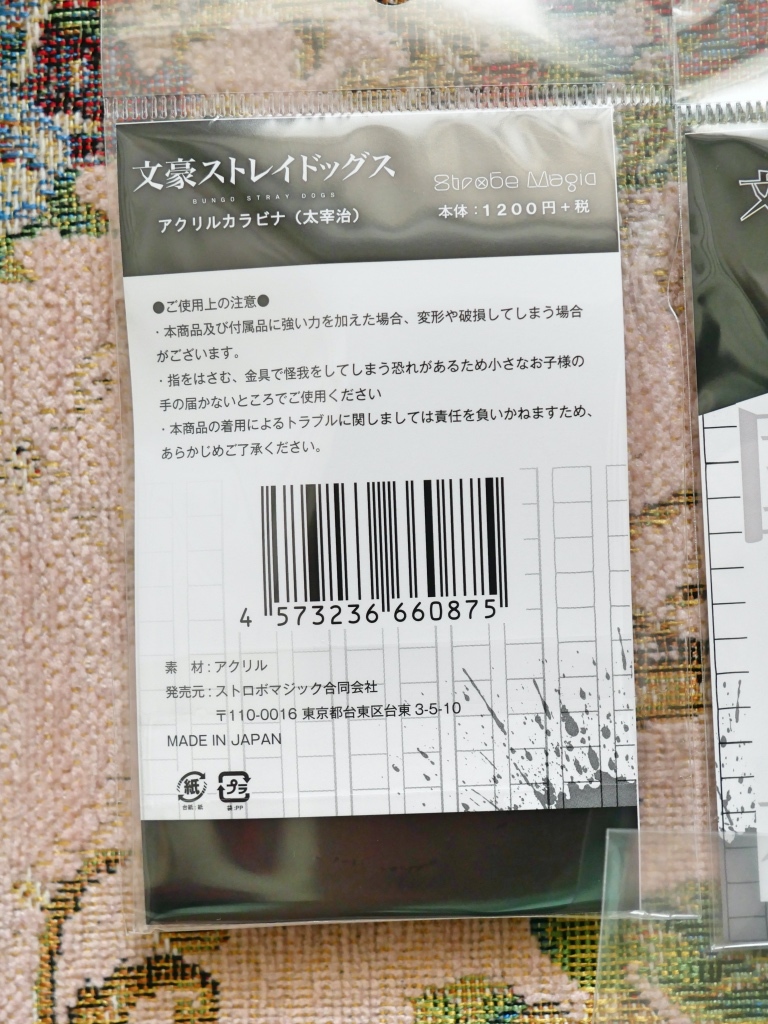 文豪ストレイドッグス
BUNGO STRAY DOGS
Strobe Magic
アクリルカラビナ（太宰治）
本体：1200円＋税
●ご使用上の注意●
・本商品及び付属品に強い力を加えた場合、変形や破損してしまう場合
がございます。
・指をはさむ、金具で怪我をしてしまう恐れがあるため小さなお子様の
手の届かないところでご使用ください
・本商品の着用によるトラブルに関しましては責任を負いかねますため、
あらかじめご了承ください。
4 573236 660875
素　材：アクリル
発売元：ストロボマジック合同会社
〒110-0016 東京都台東区台東 3-5-10
MADE IN JAPAN
紙 プラ
台紙：紙 袋：PP
文